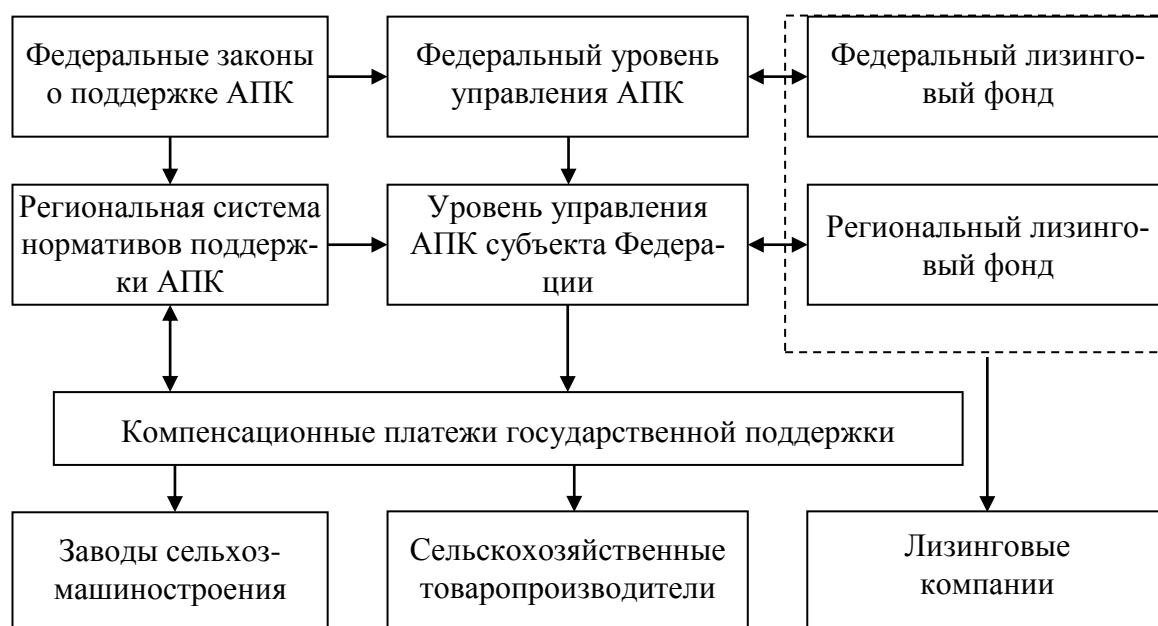 Федеральные законы
о поддержке АПК
Федеральный уровень
управления АПК
Федеральный лизинго-
вый фонд
Региональная система
нормативов поддерж-
ки АПК
Уровень управления
АПК субъекта Федера-
ции
Региональный лизинго-
вый фонд
Компенсационные платежи государственной поддержки
Заводы сельхоз-
машиностроения
Сельскохозяйственные
товаропроизводители
Лизинговые
компании